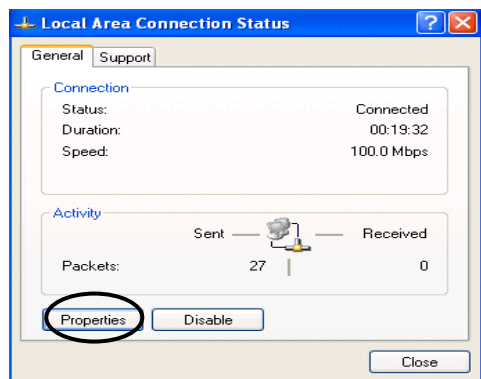 Local Area Connection Status
General Support
Connection
Status: Connected
Duration: 00:19:32
Speed: 100.0 Mbps
Activity
Sent Received
Packets: 27 0
Properties Disable
Close